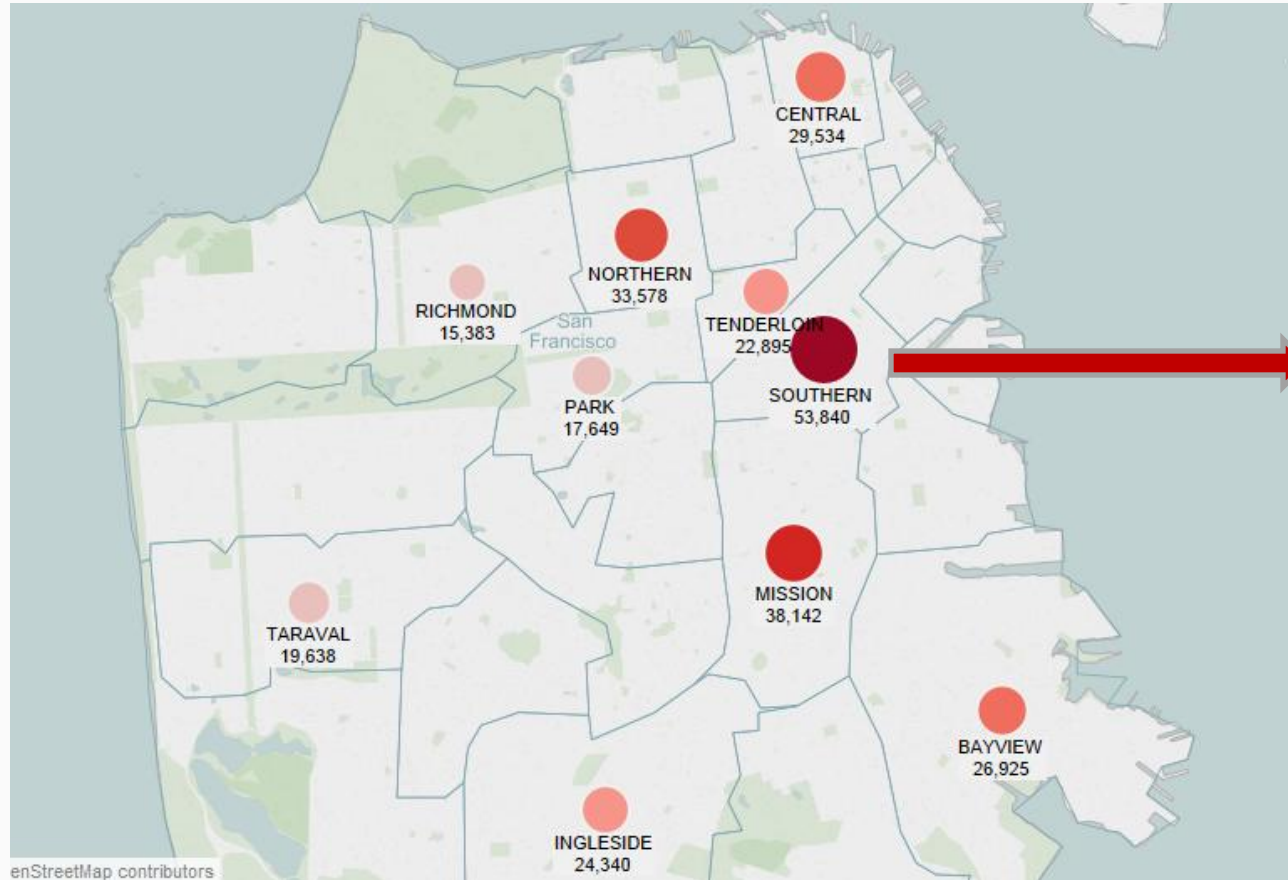 CENTRAL
29,534
NORTHERN
33,578
RICHMOND
15,383
TENDERLOIN
22,895
San
Francisco
SOUTHERN
53,840
PARK
17,649
MISSION
38,142
TARAVAL
19,638
BAYVIEW
26,925
INGLESIDE
24,340
enStreetMap contributors